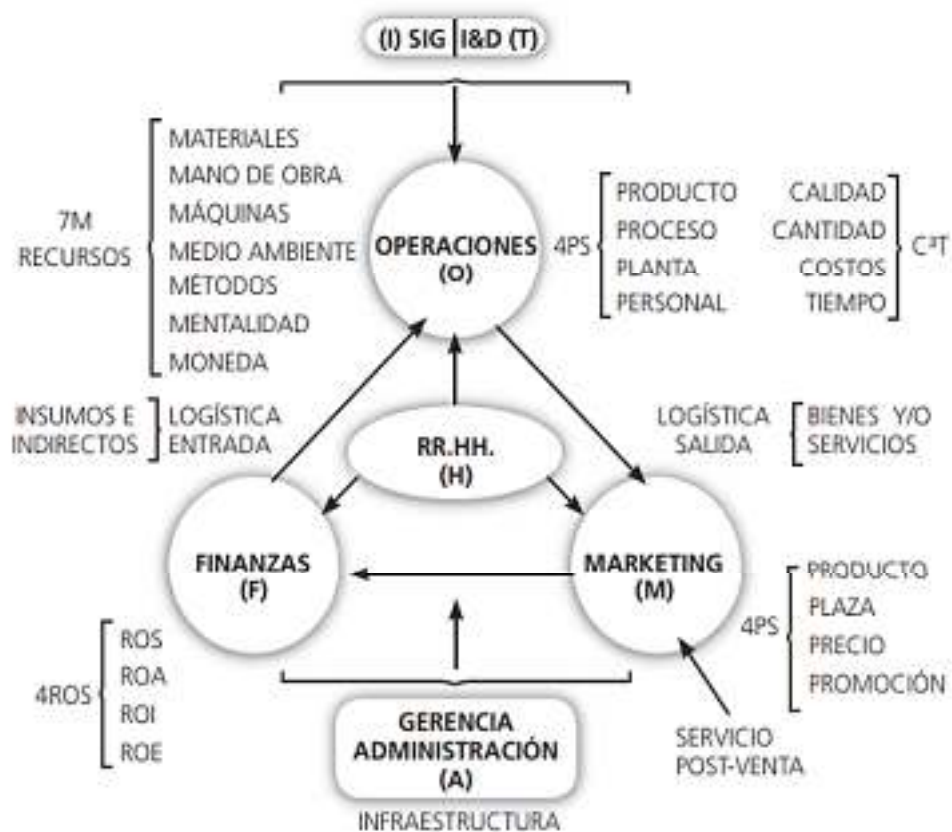 (I) SIG I&D (T)
7M
RECURSOS
MATERIALES
MANO DE OBRA
MÁQUINAS
MEDIO AMBIENTE
MÉTODOS
MENTALIDAD
MONEDA
OPERACIONES
(O)
4PS
PRODUCTO
PROCESO
PLANTA
PERSONAL
CALIDAD
CANTIDAD
COSTOS
TIEMPO
C³T
INSUMOS E
INDIRECTOS
LOGÍSTICA
ENTRADA
RR.HH.
(H)
LOGÍSTICA
SALIDA
BIENES Y/O
SERVICIOS
FINANZAS
(F)
MARKETING
(M)
4PS
PRODUCTO
PLAZA
PRECIO
PROMOCIÓN
4ROS
ROS
ROA
ROI
ROE
GERENCIA
ADMINISTRACIÓN
(A)
INFRAESTRUCTURA
SERVICIO
POST-VENTA